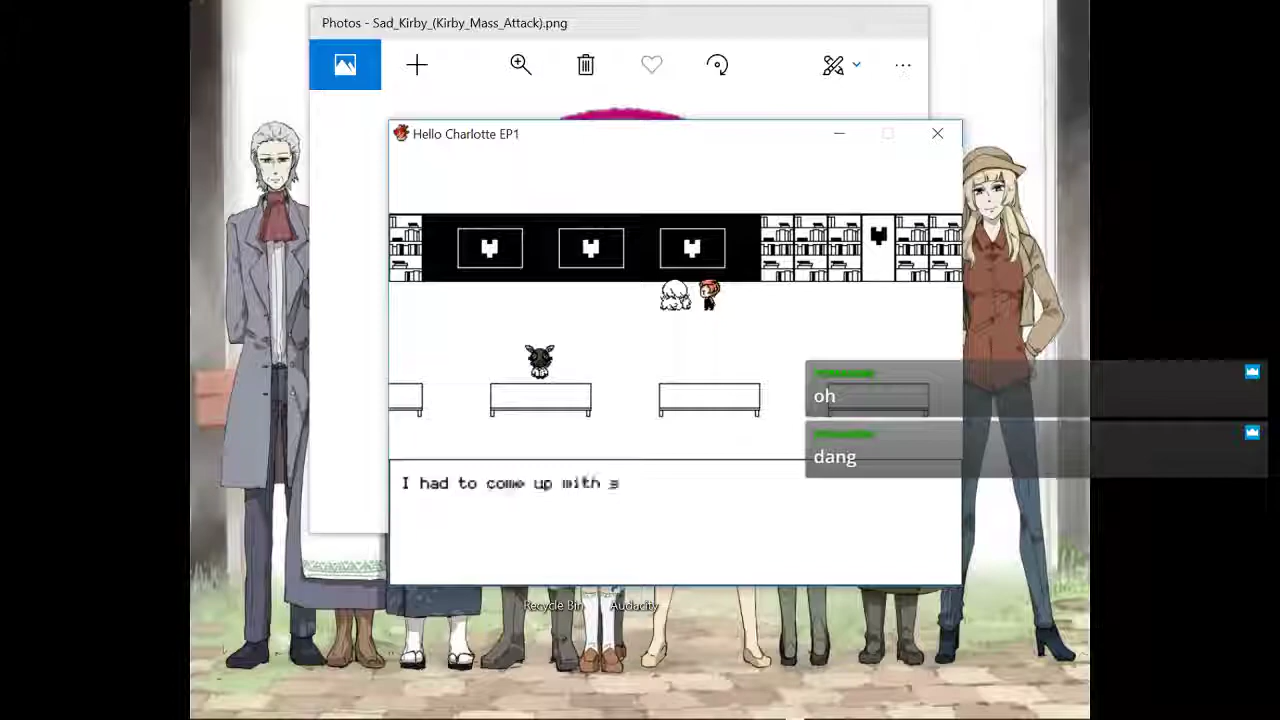 Photos - Sad_Kirby_(Kirby_Mass_Attack).png
Hello Charlotte EP1
oh
dang
I had to come up with s
Recycle Bin
Audacity